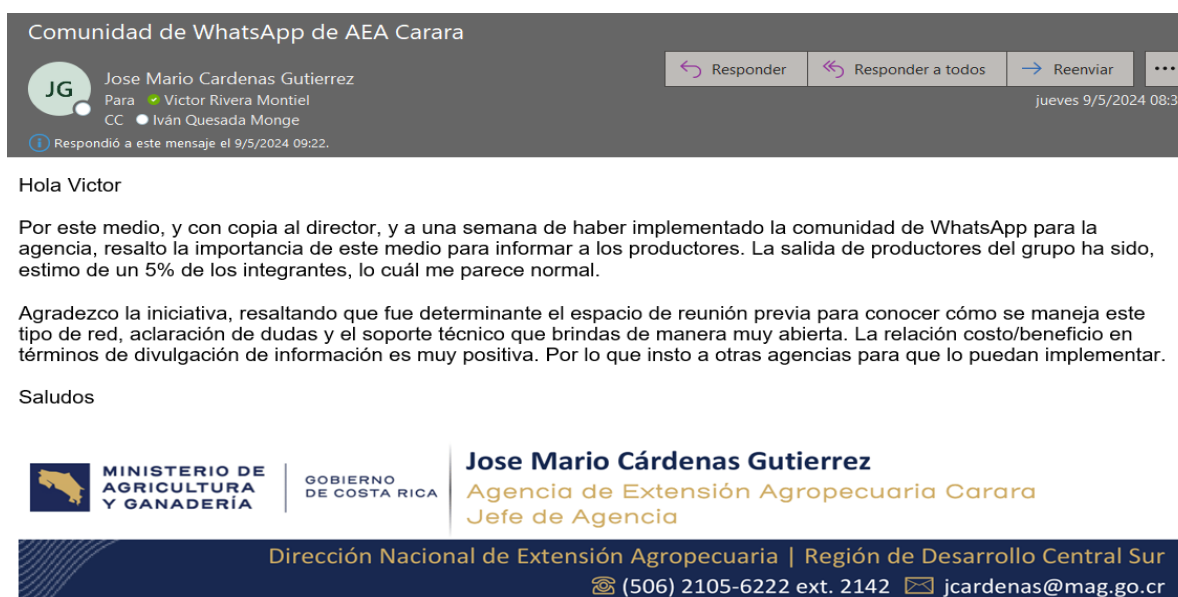 Comunidad de WhatsApp de AEA Carara
JG
Jose Mario Cardenas Gutierrez
Para Victor Rivera Montiel
CC Iván Quesada Monge
Respondió a este mensaje el 9/5/2024 09:22.
Responder
Responder a todos
Reenviar
jueves 9/5/2024 08:3
Hola Victor
Por este medio, y con copia al director, y a una semana de haber implementado la comunidad de WhatsApp para la
agencia, resalto la importancia de este medio para informar a los productores. La salida de productores del grupo ha sido,
estimo de un 5% de los integrantes, lo cuál me parece normal.
Agradezco la iniciativa, resaltando que fue determinante el espacio de reunión previa para conocer cómo se maneja este
tipo de red, aclaración de dudas y el soporte técnico que brindas de manera muy abierta. La relación costo/beneficio en
términos de divulgación de información es muy positiva. Por lo que insto a otras agencias para que lo puedan implementar.
Saludos
MINISTERIO DE
AGRICULTURA
Y GANADERÍA
GOBIERNO
DE COSTA RICA
Jose Mario Cárdenas Gutierrez
Agencia de Extensión Agropecuaria Carara
Jefe de Agencia
Dirección Nacional de Extensión Agropecuaria | Región de Desarrollo Central Sur
(506) 2105-6222 ext. 2142 jcardenas@mag.go.cr